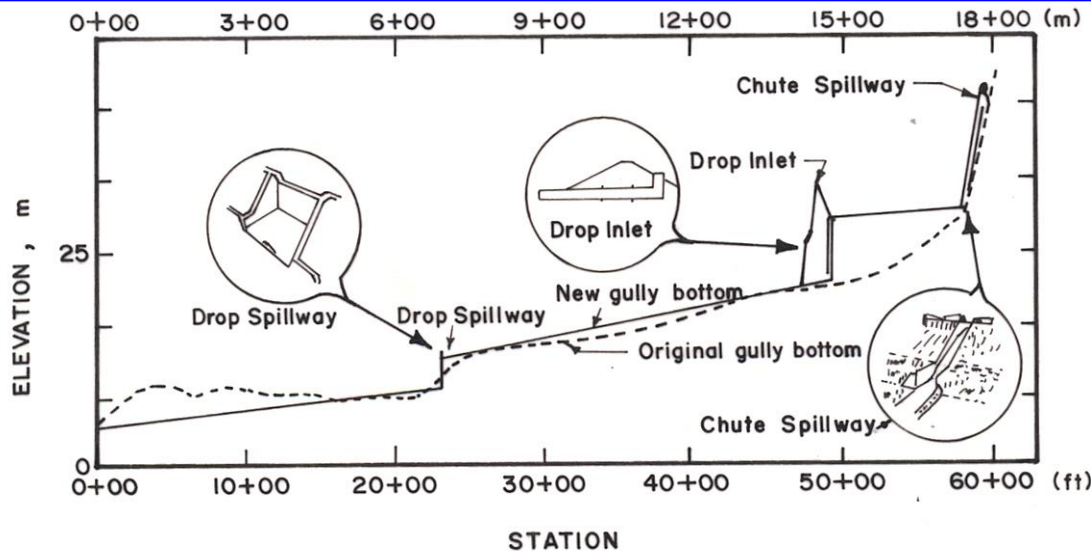 0+00 3+00 6+00 9+00 12+00 15+00 18+00 (m)
Chute Spillway
Drop Inlet
Drop Inlet
ELEVATION, m
25
New gully bottom
Drop Spillway
Drop Spillway
Original gully bottom
Chute Spillway
0
0+00 10+00 20+00 30+00 40+00 50+00 60+00 (ft)
STATION